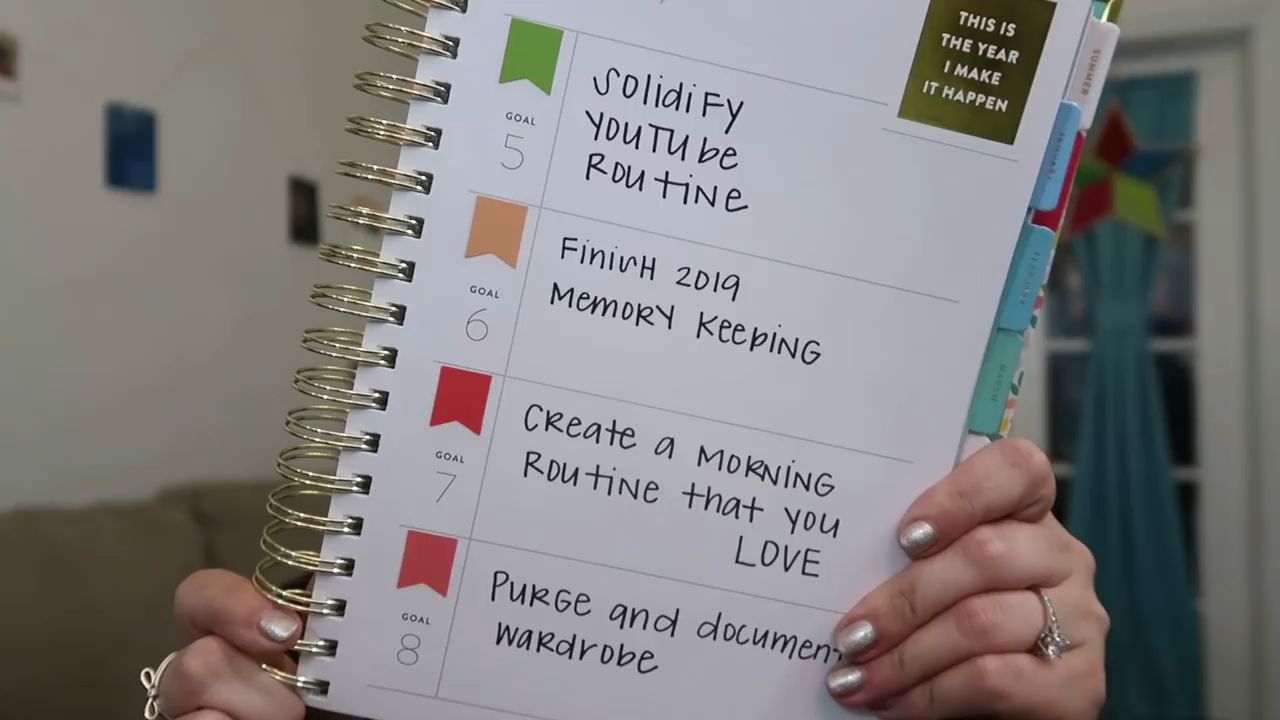 THIS IS
THE YEAR
I MAKE
IT HAPPEN
SUMMER
GOAL
5
Solidify
YouTube
Routine
GOAL
6
Finish 2019
Memory Keeping
GOAL
7
Create a Morning
Routine that you
LOVE
GOAL
8
Purge and document
wardrobe